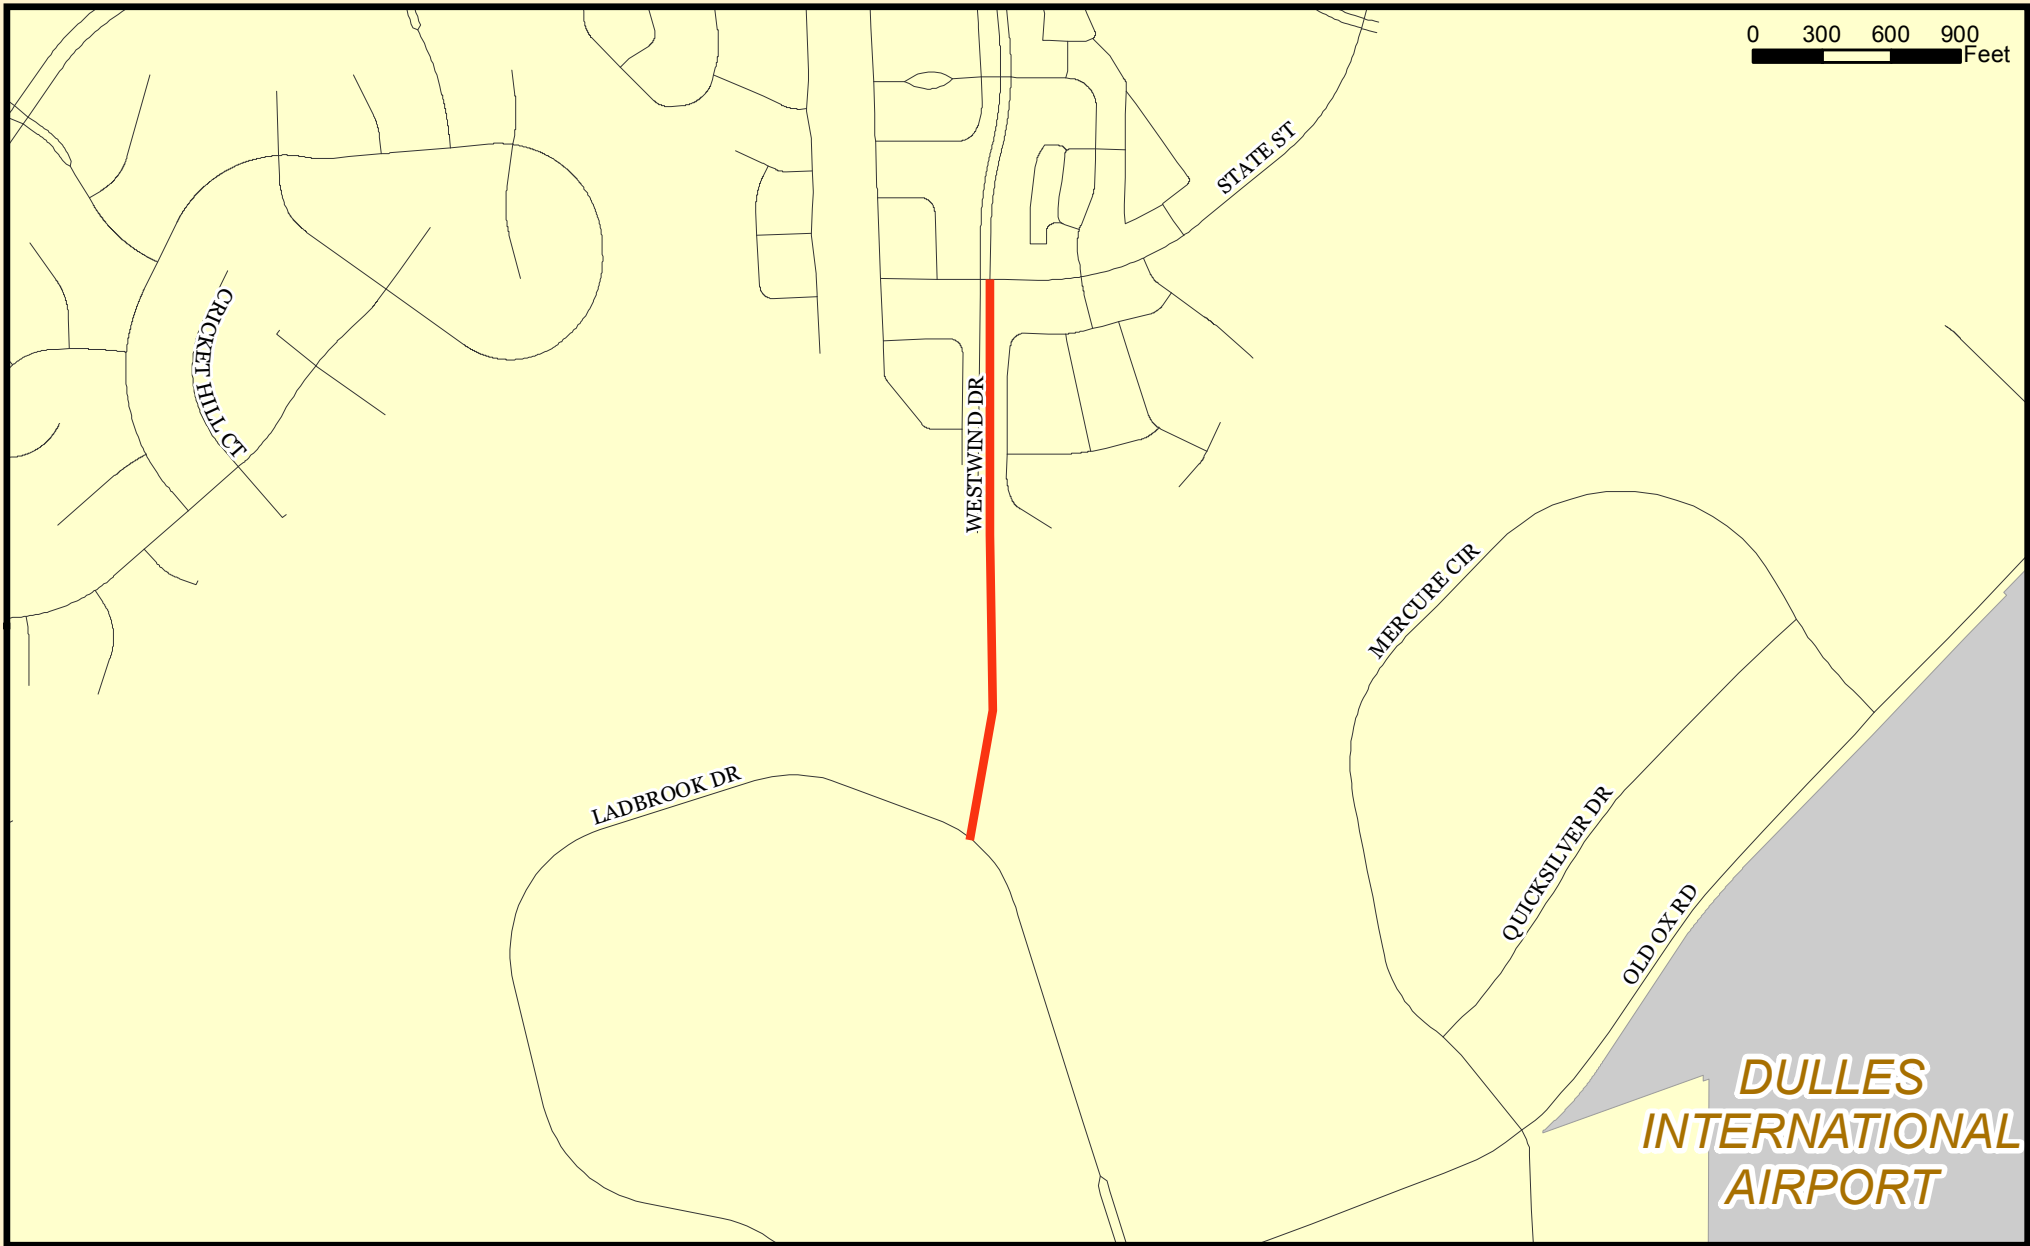 0 300 600 900
Feet
STATE ST
CRICKET HILL CT
WESTWIND DR
MERCURE CIR
LADBROOK DR
QUICKSILVER DR
OLD OX RD
DULLES
INTERNATIONAL
AIRPORT